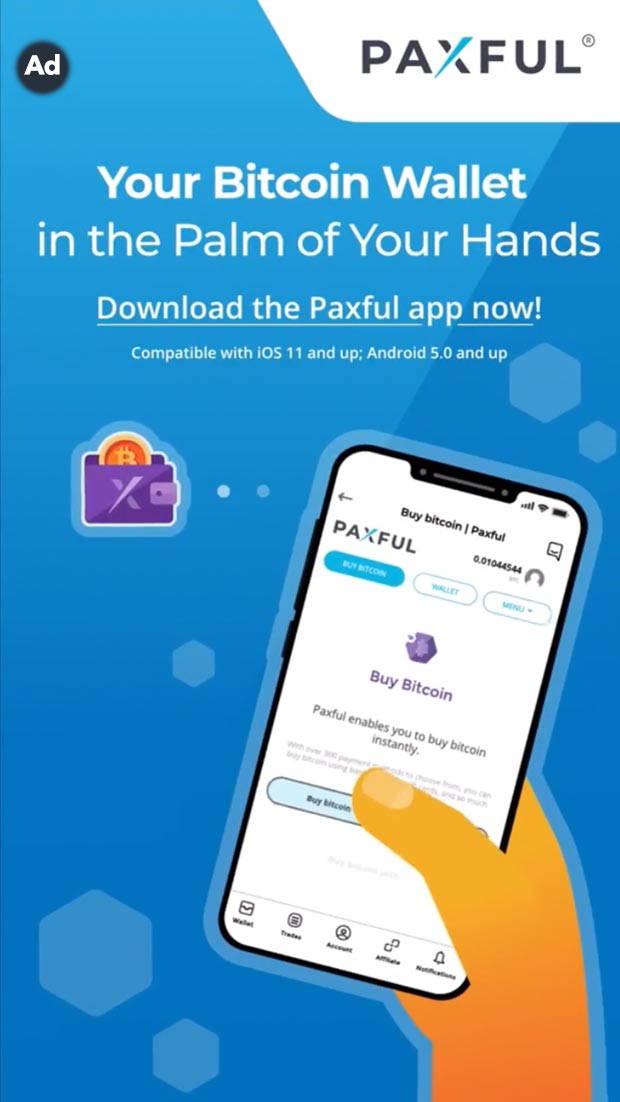 Ad
PAXFUL®
Your Bitcoin Wallet
in the Palm of Your Hands
Download the Paxful app now!
Compatible with iOS 11 and up; Android 5.0 and up
Buy bitcoin | Paxful
PAXFUL
0.01044544
BTC
BUY BITCOIN
WALLET
MENU
Buy Bitcoin
Paxful enables you to buy bitcoin
instantly.
With over 300 payment methods to choose from, you can
buy bitcoin using cards, and so much
Buy bitcoin
Buy bitcoin with
Wallet
Trades
Account
Affiliate
Notifications